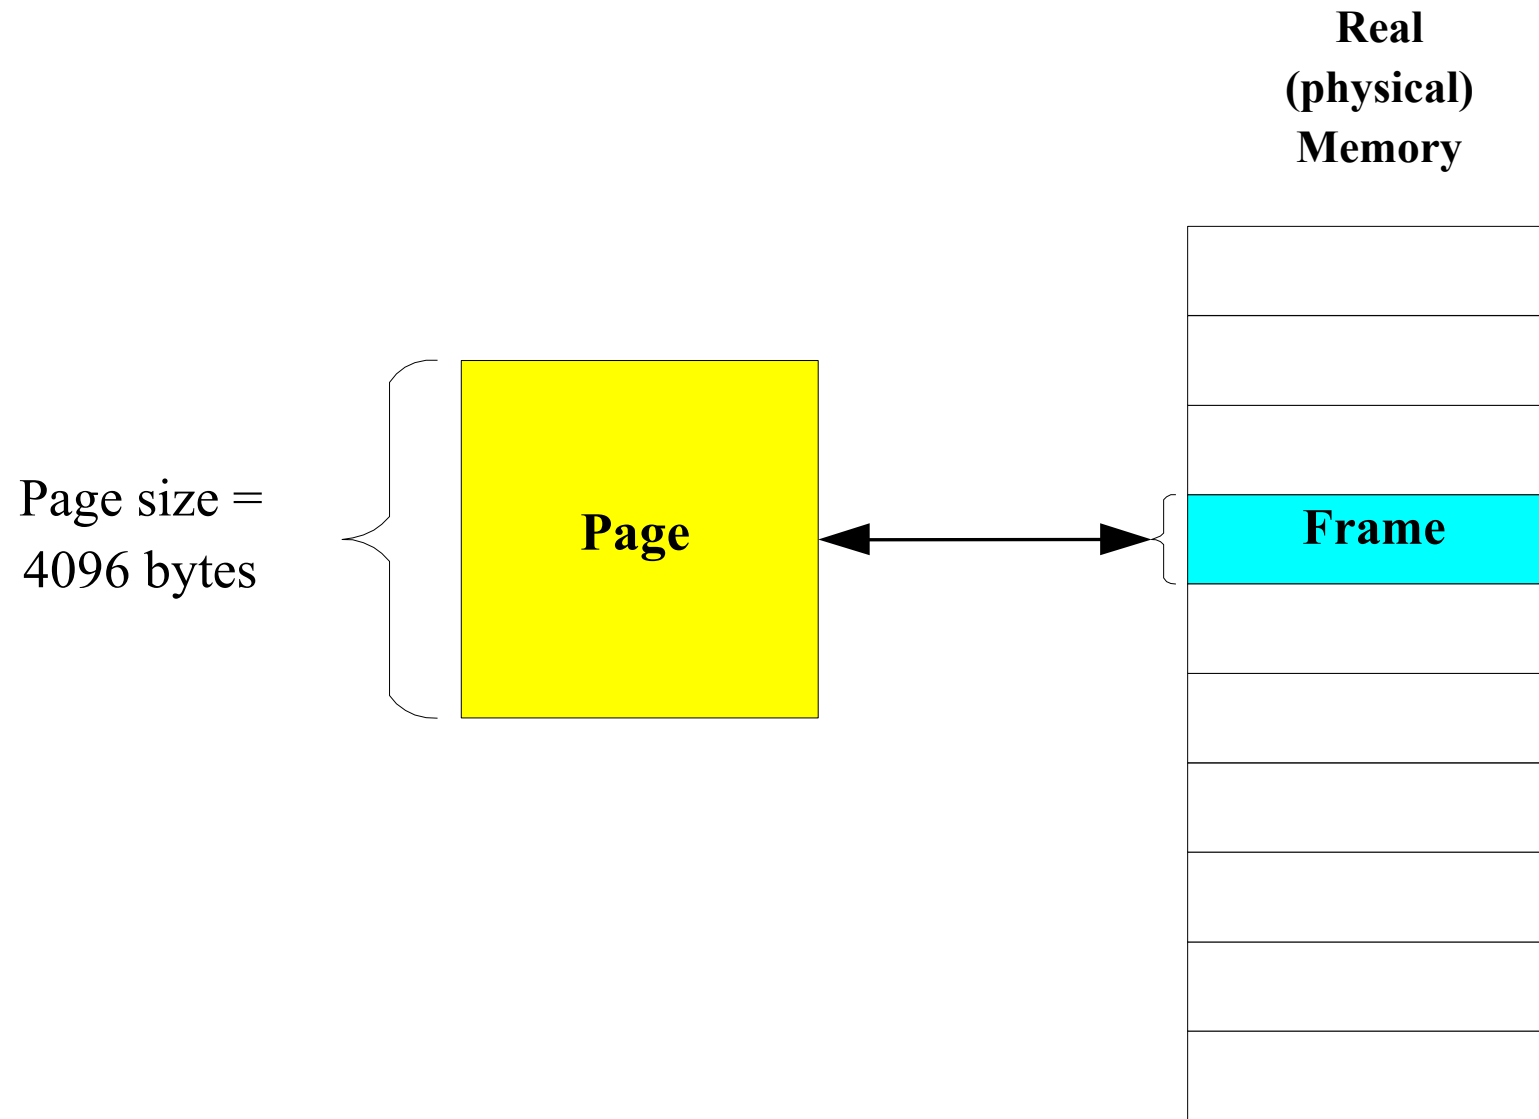 Real
(physical)
Memory
Page size =
4096 bytes
Page
Frame